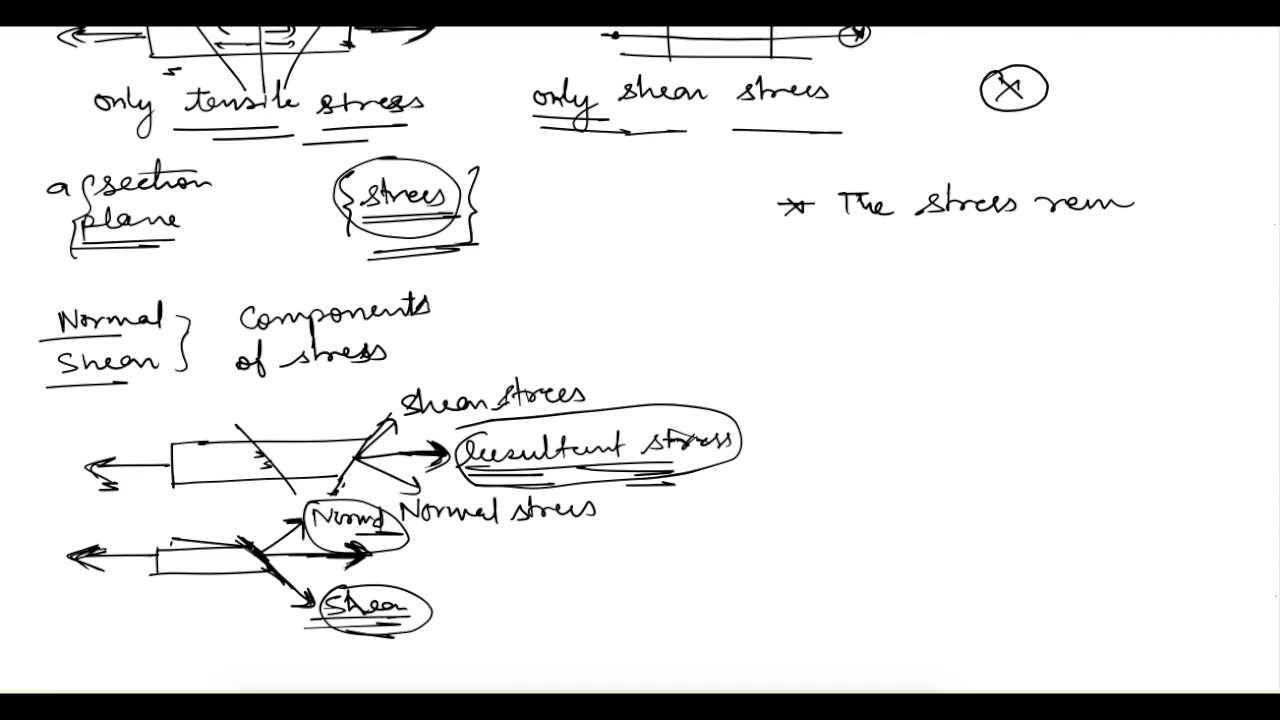 only tensile stress
only shear stress
a section
plane
stress
* The stress rem
Normal
Shear
Components
of stress
Shear stress
Resultant stress
Normal stress
Normal
Shear